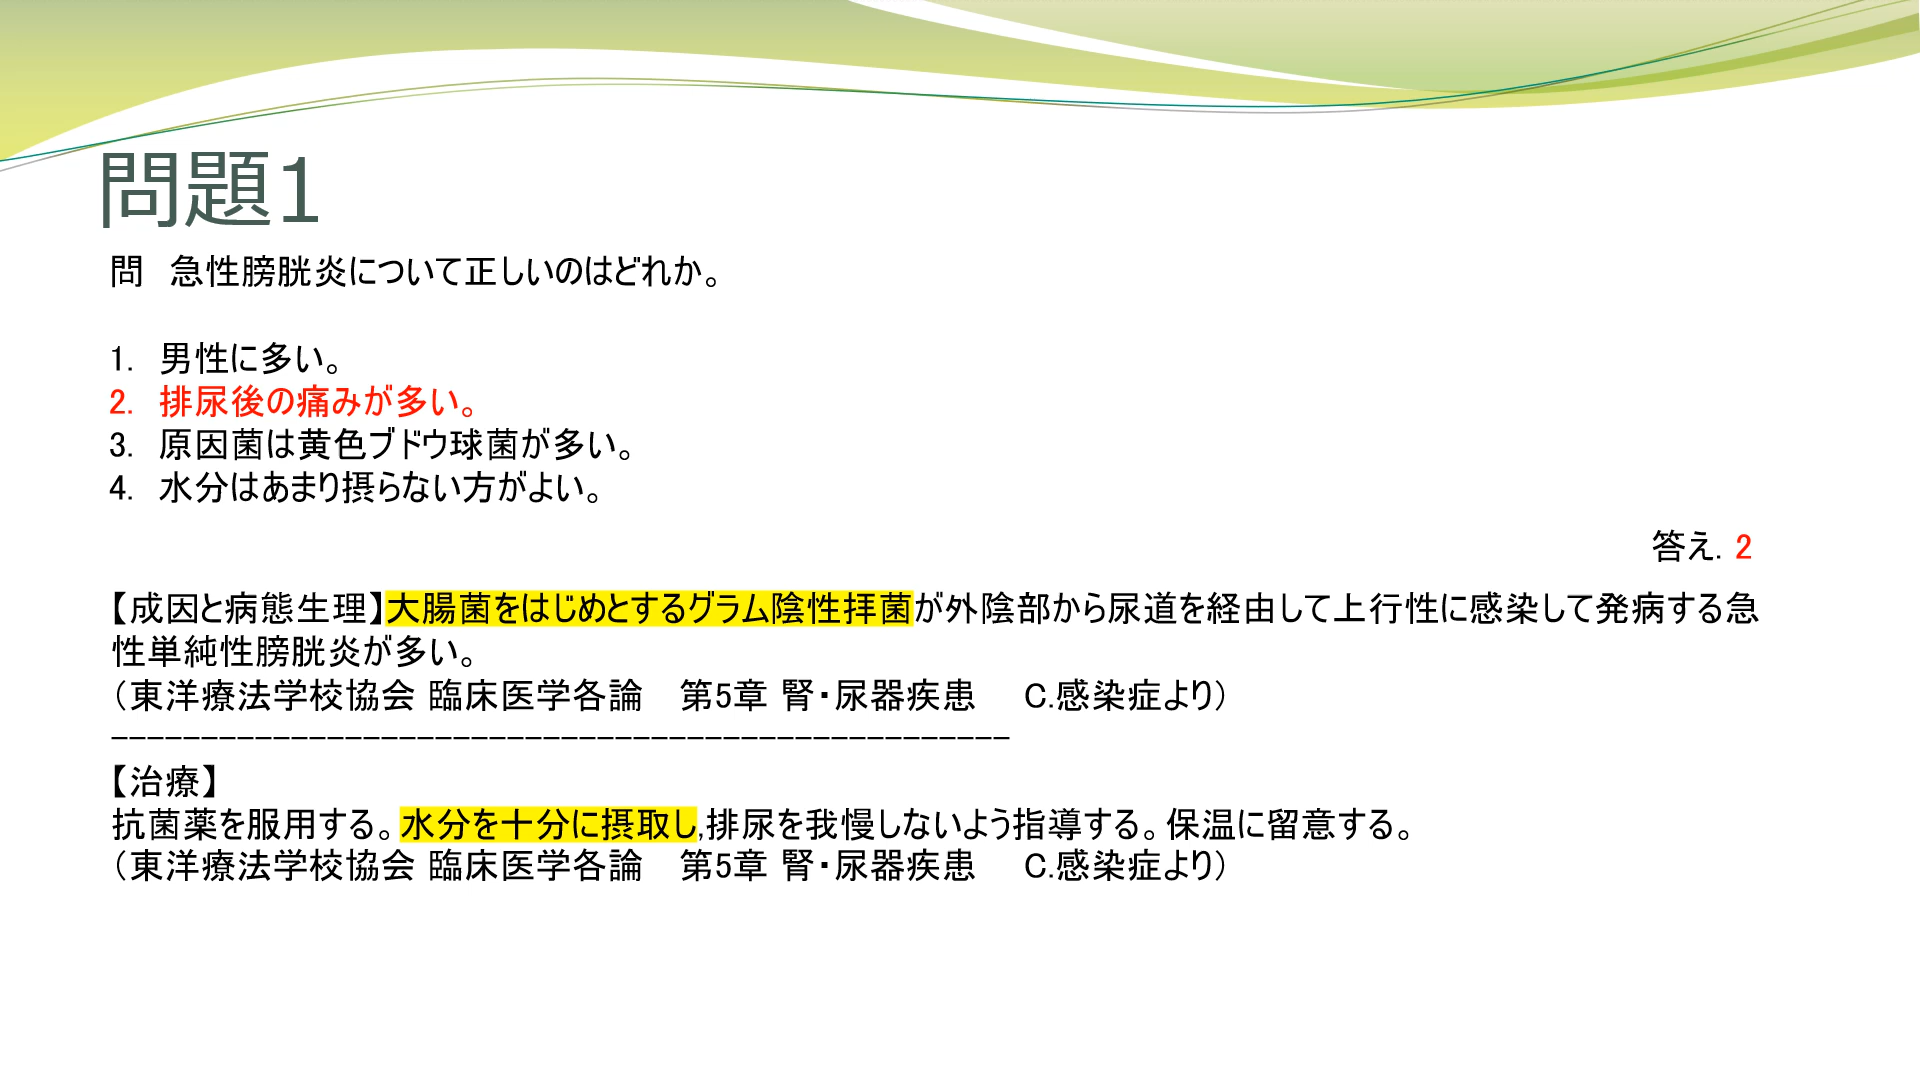 問題1
問　急性膀胱炎について正しいのはどれか。
1.　男性に多い。
2.　排尿後の痛みが多い。
3.　原因菌は黄色ブドウ球菌が多い。
4.　水分はあまり摂らない方がよい。
答え. 2
【成因と病態生理】大腸菌をはじめとするグラム陰性拝菌が外陰部から尿道を経由して上行性に感染して発病する急
性単純性膀胱炎が多い。
（東洋療法学校協会 臨床医学各論　第5章 腎・尿器疾患　 C.感染症より）
--------------------------------------------------
【治療】
抗菌薬を服用する。水分を十分に摂取し,排尿を我慢しないよう指導する。保温に留意する。
（東洋療法学校協会 臨床医学各論　第5章 腎・尿器疾患　 C.感染症より）